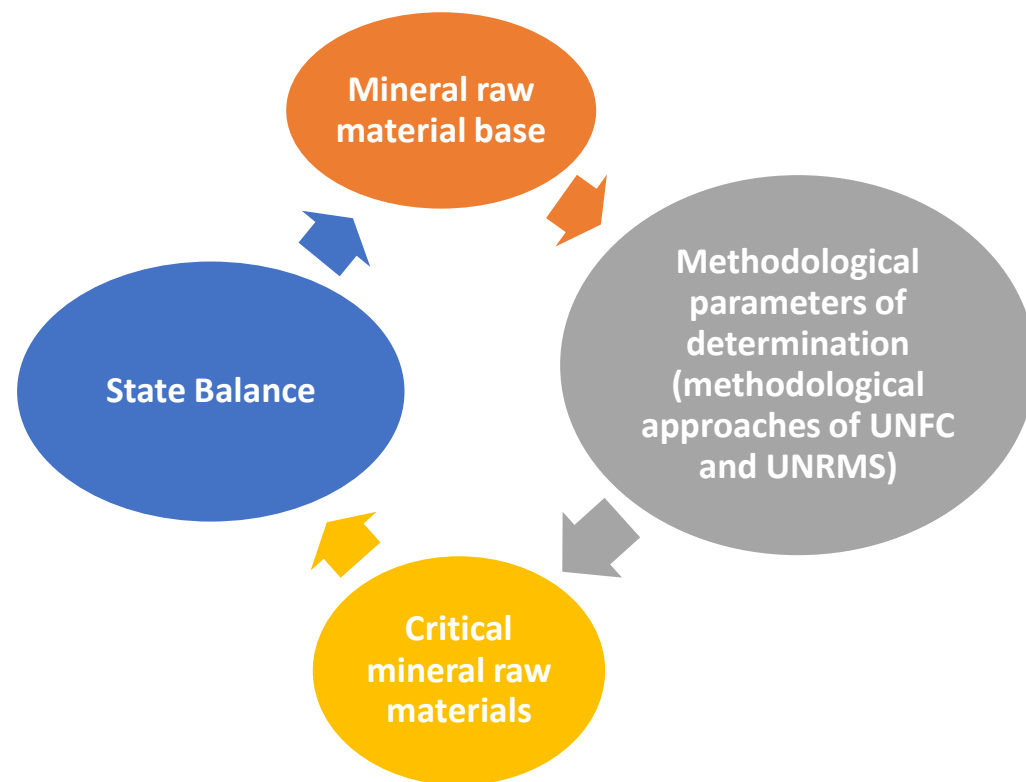 Mineral raw
material base
Methodological
parameters of
determination
(methodological
approaches of UNFC
and UNRMS)
State Balance
Critical
mineral raw
materials